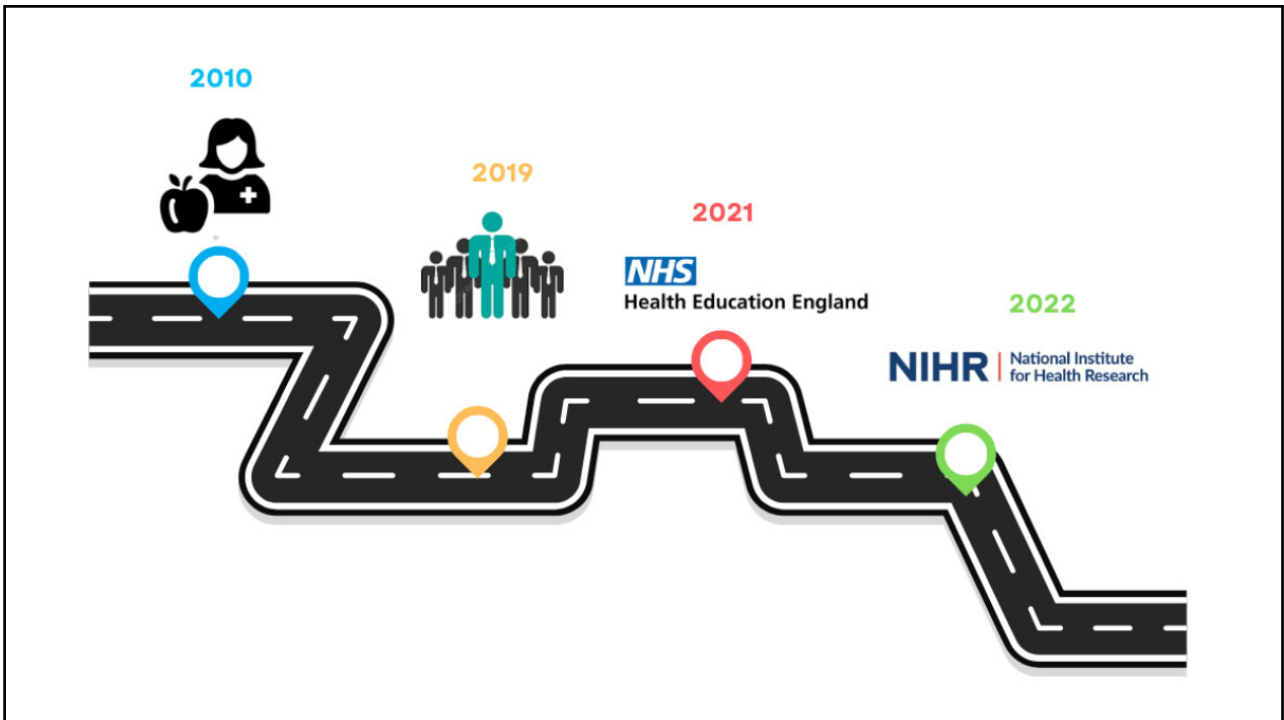 2010
2019
2021
NHS
Health Education England
2022
NIHR | National Institute
for Health Research